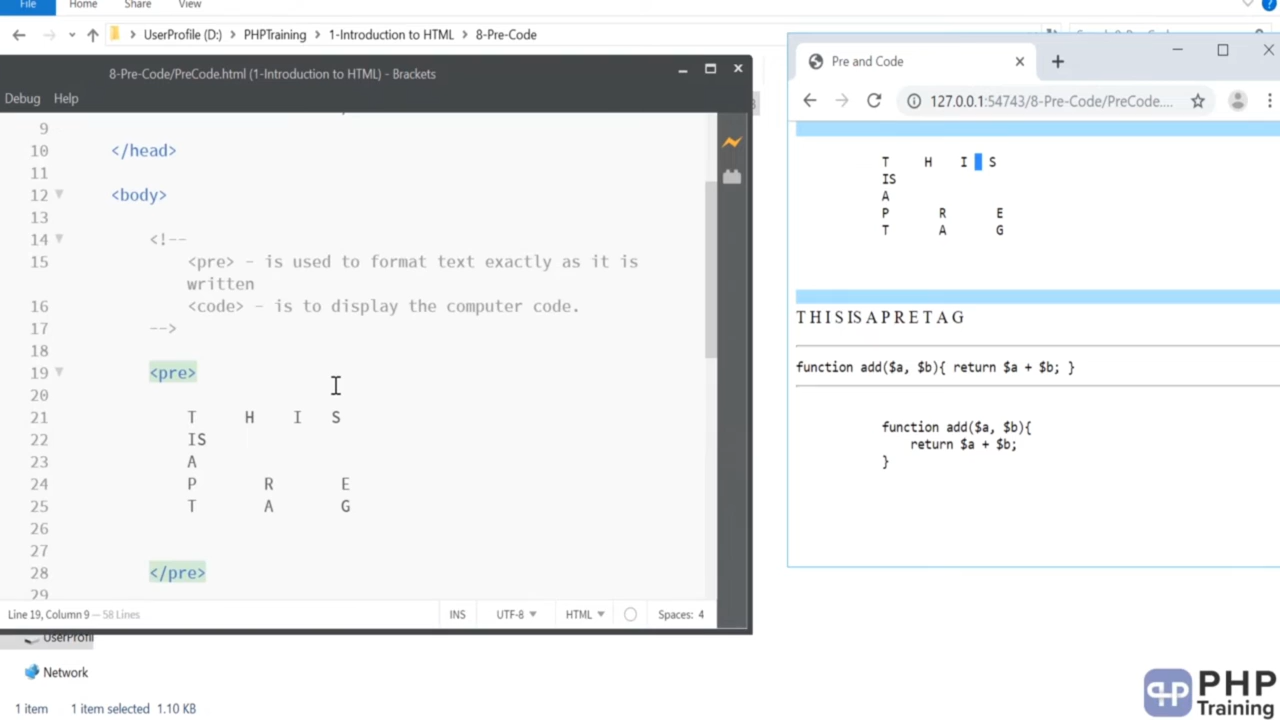 File Home Share View
UserProfile (D:) PHPTraining 1-Introduction to HTML 8-Pre-Code
8-Pre-Code/PreCode.html (1-Introduction to HTML) - Brackets
Debug Help
9
10 </head>
11
12 <body>
13
14 <!--
15 <pre> - is used to format text exactly as it is
written
16 <code> - is to display the computer code.
17 -->
18
19 <pre>
20
21 T H I S
22 IS
23 A
24 P R E
25 T A G
26
27
28 </pre>
29
Line 19, Column 9 — 58 Lines
INS UTF-8 HTML Spaces: 4
Network
1 item 1 item selected 1.10 KB
Pre and Code
127.0.0.1:54743/8-Pre-Code/PreCode....
T H I S
IS
A
P R E
T A G
T H I S IS A P R E T A G
function add($a, $b){ return $a + $b; }
function add($a, $b){
return $a + $b;
}
PHP
Training